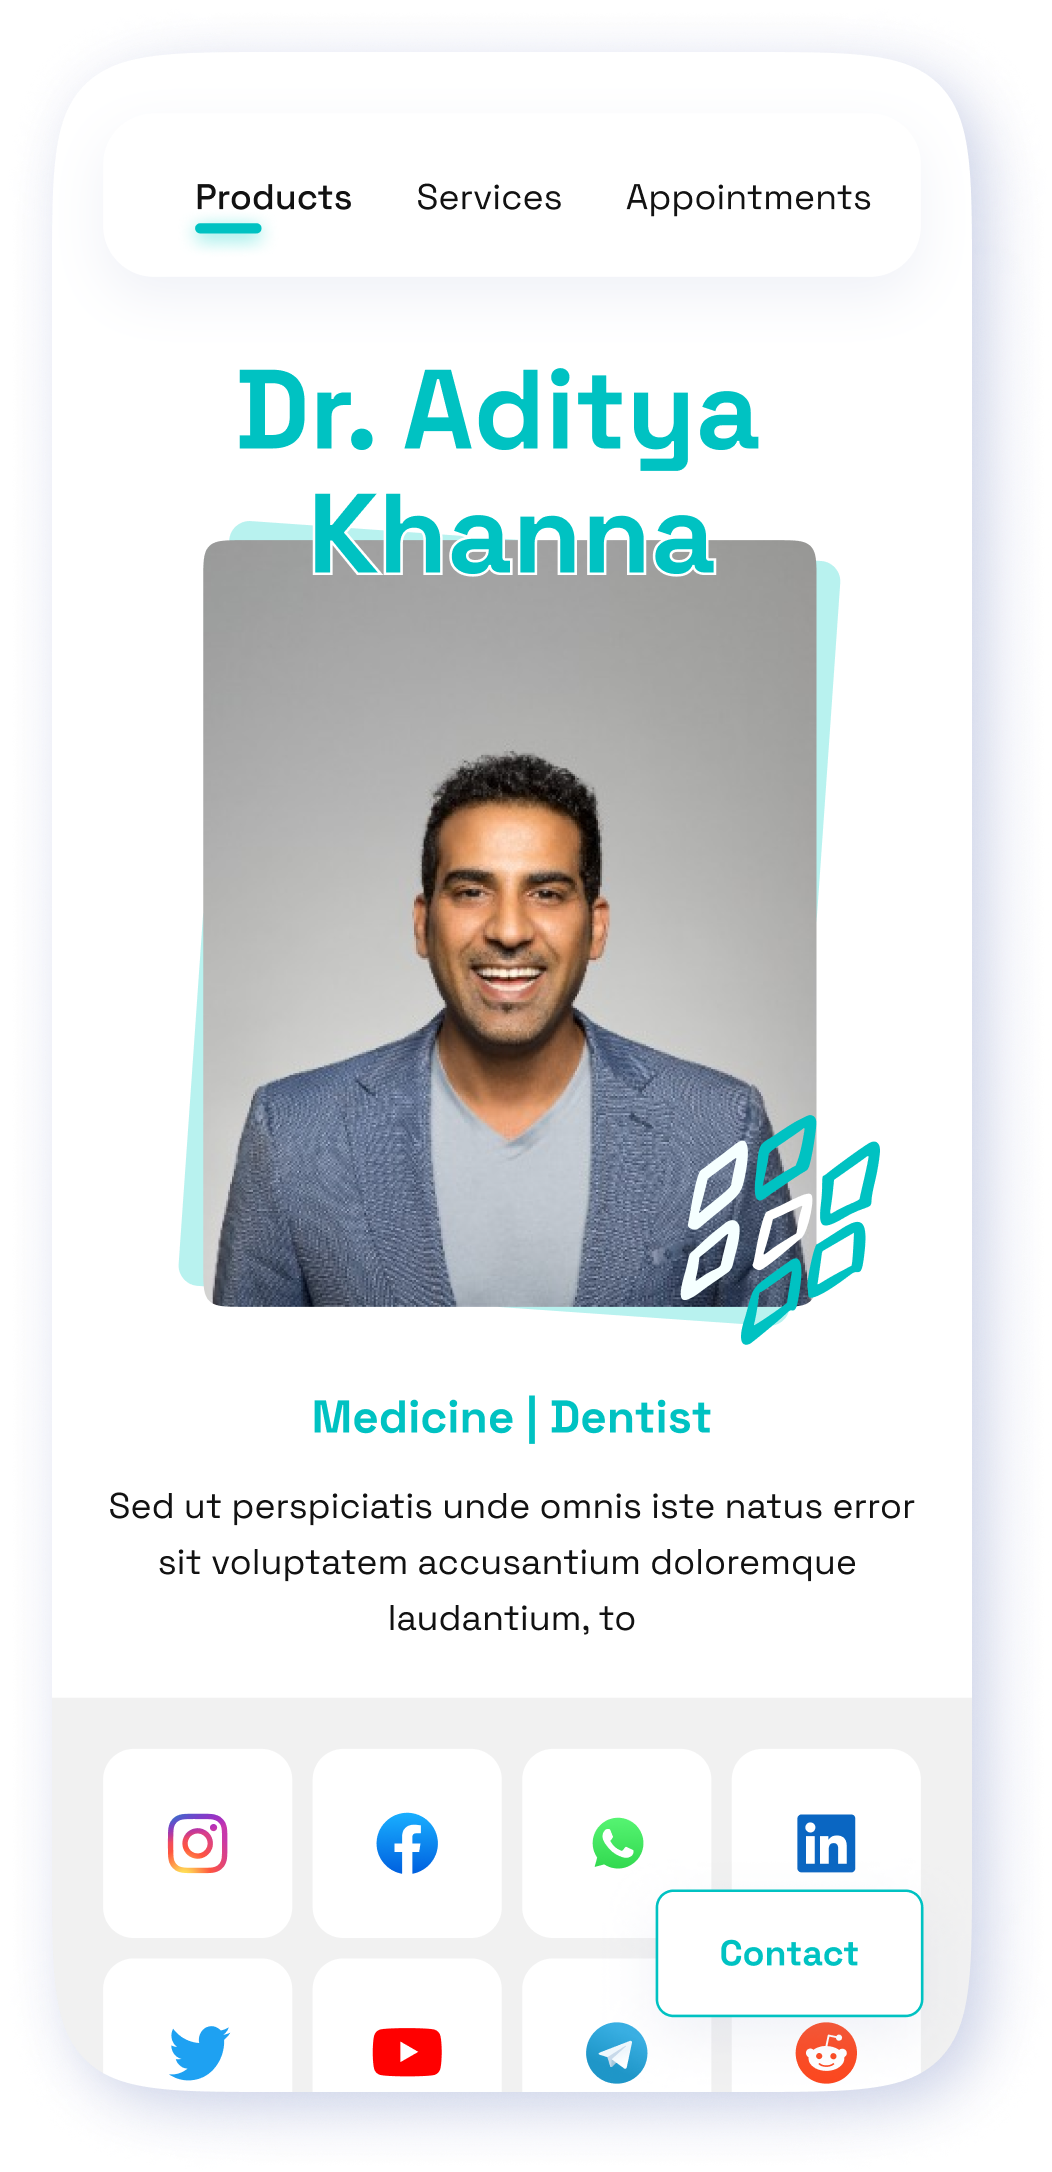 Products Services Appointments
Dr. Aditya
Khanna
Medicine | Dentist
Sed ut perspiciatis unde omnis iste natus error
sit voluptatem accusantium doloremque
laudantium, to
in
Contact